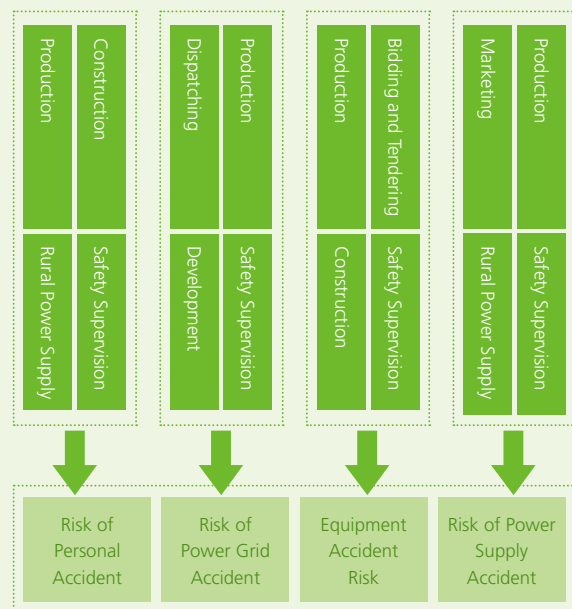 Production
Construction
Rural Power Supply
Safety Supervision
Dispatching
Production
Development
Safety Supervision
Production
Bidding and Tendering
Construction
Safety Supervision
Marketing
Production
Rural Power Supply
Safety Supervision
Risk of
Personal
Accident
Risk of
Power Grid
Accident
Equipment
Accident
Risk
Risk of Power
Supply
Accident